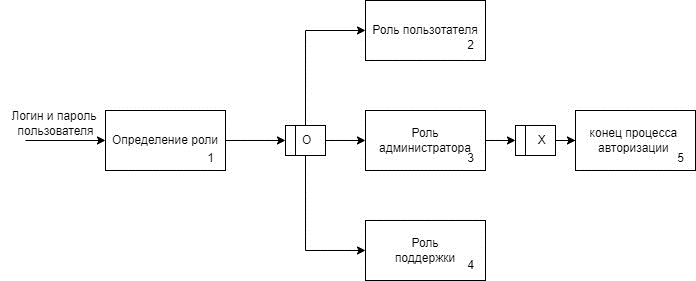 Роль пользотателя
2
Логин и пароль
пользователя
Определение роли
1
O
Роль
администратора
3
X
конец процесса
авторизации
5
Роль
поддержки
4